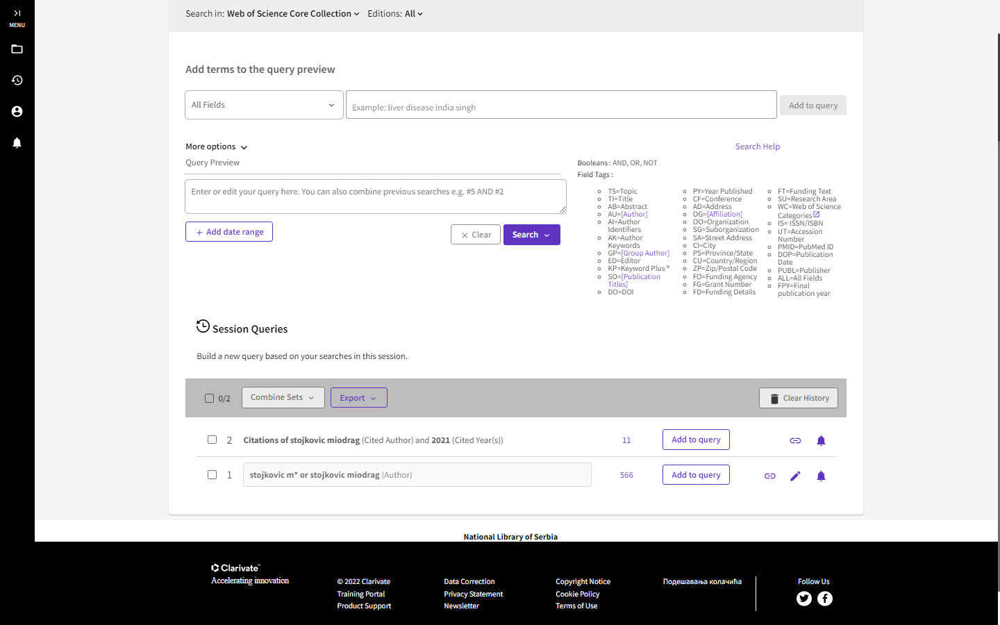 MENU
Search in: Web of Science Core Collection Editions: All
Add terms to the query preview
All Fields
Example: liver disease india singh
Add to query
More options
Search Help
Query Preview
Enter or edit your query here. You can also combine previous searches e.g. #5 AND #2
+ Add date range
× Clear
Search
Booleans : AND, OR, NOT
Field Tags :
TS=Topic
TI=Title
AB=Abstract
AU=[Author]
AI=Author
Identifiers
AK=Author
Keywords
GP=[Group Author]
ED=Editor
KP=Keyword Plus ®
SO=[Publication
Titles]
DO=DOI
PY=Year Published
CF=Conference
AD=Address
OG=[Affiliation]
OO=Organization
SG=Suborganization
SA=Street Address
CI=City
PS=Province/State
CU=Country/Region
ZP=Zip/Postal Code
FO=Funding Agency
FG=Grant Number
FD=Funding Details
FT=Funding Text
SU=Research Area
WC=Web of Science
Categories
IS= ISSN/ISBN
UT=Accession
Number
PMID=PubMed ID
DOP=Publication
Date
PUBL=Publisher
ALL=All Fields
FPY=Final
publication year
Session Queries
Build a new query based on your searches in this session.
0/2
Combine Sets
Export
Clear History
2 Citations of stojkovic miodrag (Cited Author) and 2021 (Cited Year(s)) 11 Add to query
1 stojkovic m* or stojkovic miodrag (Author) 566 Add to query
National Library of Serbia
Clarivate™
Accelerating innovation
© 2022 Clarivate
Training Portal
Product Support
Data Correction
Privacy Statement
Newsletter
Copyright Notice
Cookie Policy
Terms of Use
Подешавања колачића
Follow Us